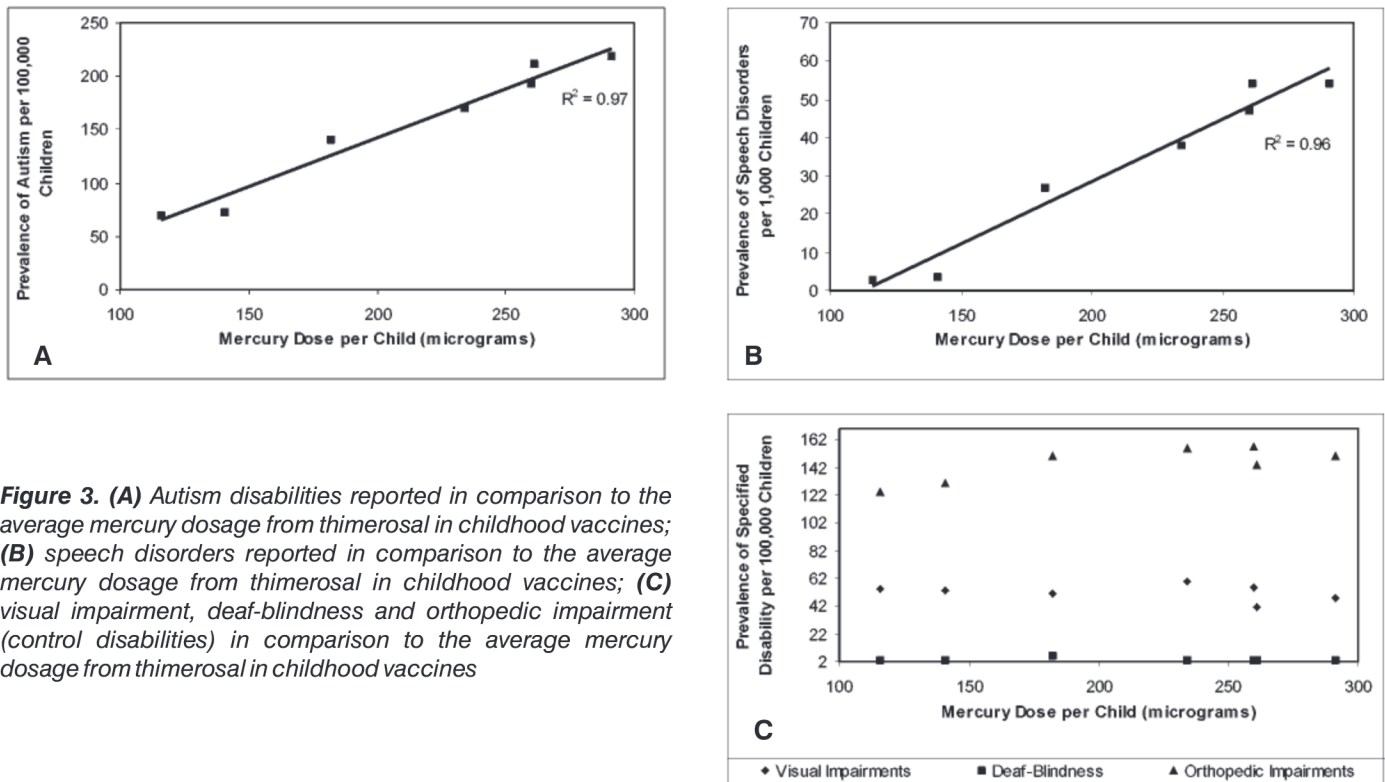 250
200
150
100
50
0
100 150 200 250 300
Prevalence of Autism per 100,000
Children
R² = 0.97
Mercury Dose per Child (micrograms)
A
70
60
50
40
30
20
10
0
100 150 200 250 300
Prevalence of Speech Disorders
per 1,000 Children
R² = 0.96
Mercury Dose per Child (micrograms)
B
Figure 3. (A) Autism disabilities reported in comparison to the
average mercury dosage from thimerosal in childhood vaccines;
(B) speech disorders reported in comparison to the average
mercury dosage from thimerosal in childhood vaccines; (C)
visual impairment, deaf-blindness and orthopedic impairment
(control disabilities) in comparison to the average mercury
dosage from thimerosal in childhood vaccines
162
142
122
102
82
62
42
22
2
100 150 200 250 300
Prevalence of Specified
Disability per 100,000 Children
Mercury Dose per Child (micrograms)
C
Visual Impairments Deaf-Blindness Orthopedic Impairments